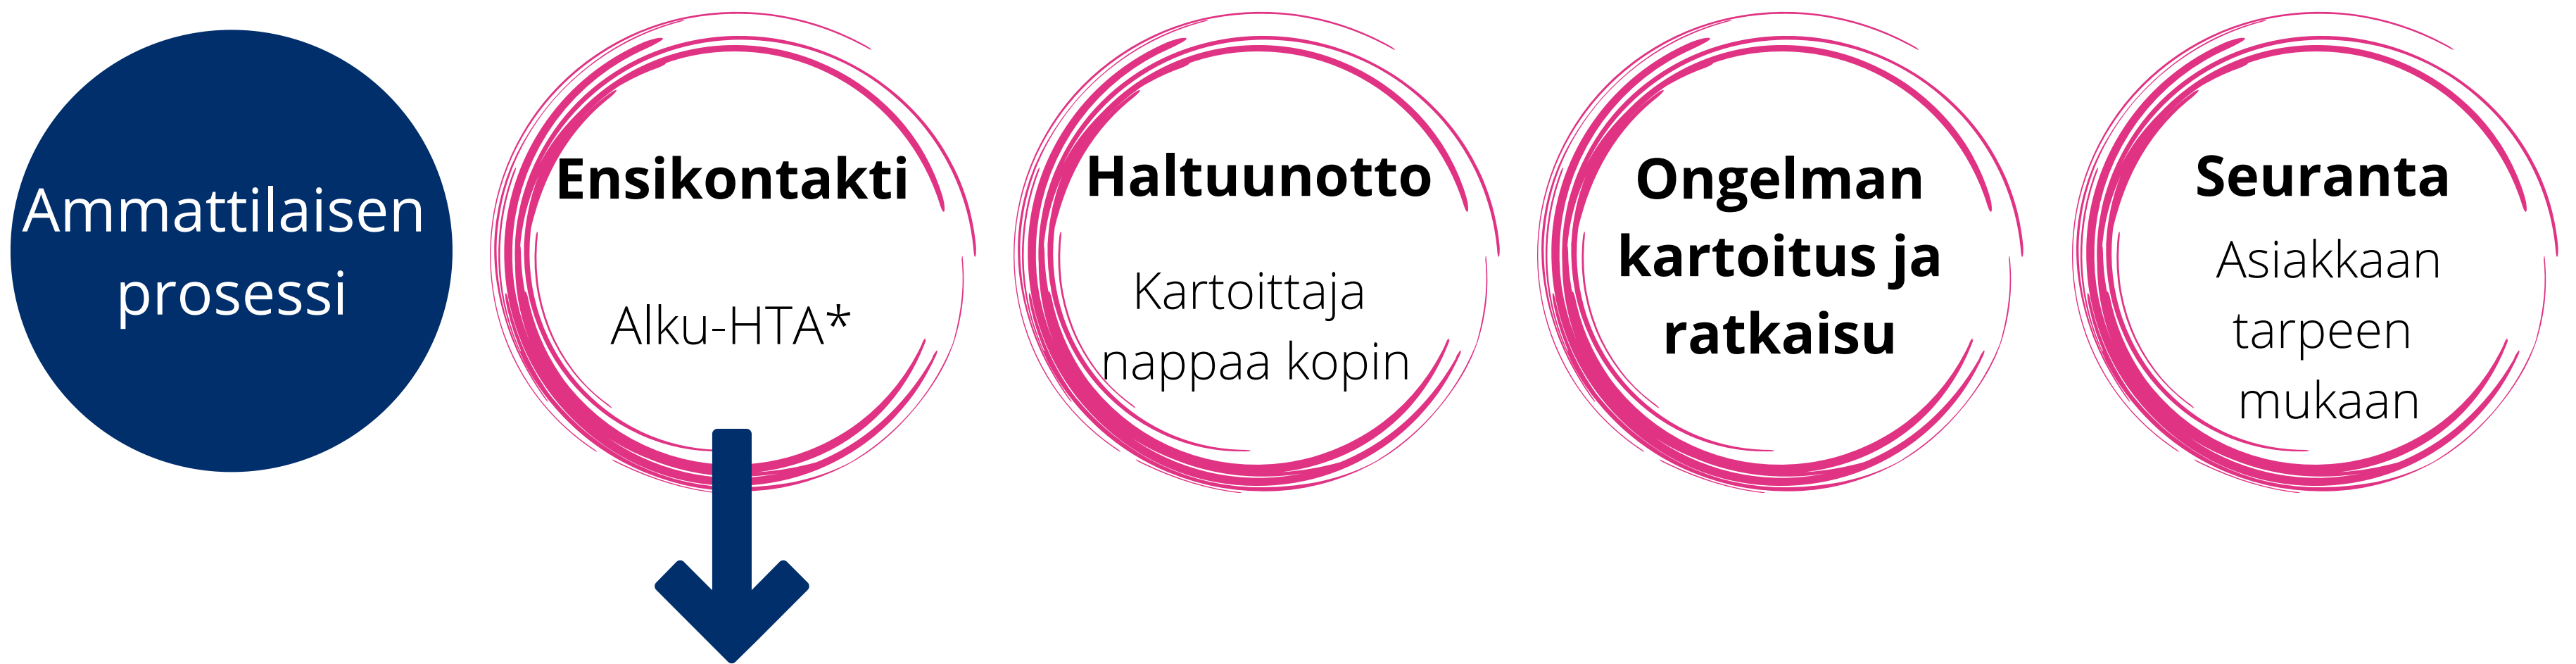 Ammattilaisen
prosessi
Ensikontakti
Alku-HTA*
Haltuunotto
Kartoittaja
nappaa kopin
Ongelman
kartoitus ja
ratkaisu
Seuranta
Asiakkaan
tarpeen
mukaan